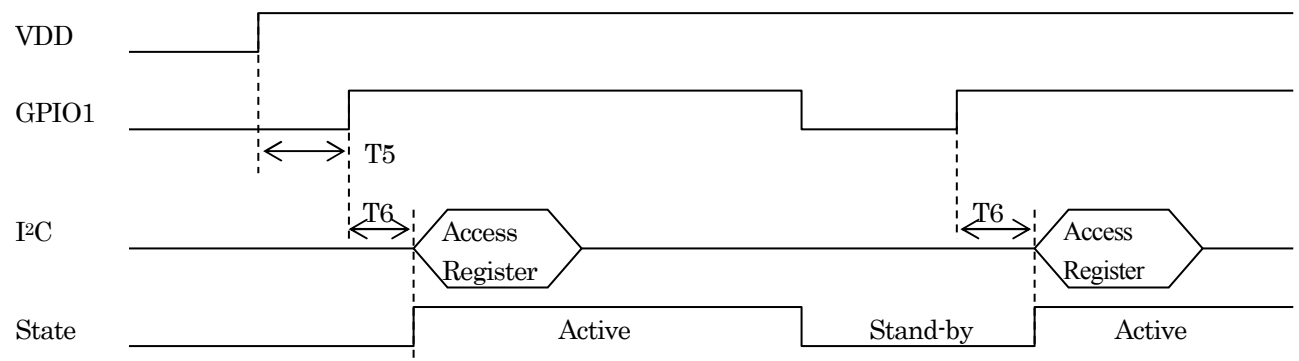 VDD
GPIO1
T5
T6
T6
I²C
Access
Register
Access
Register
State
Active
Stand-by
Active